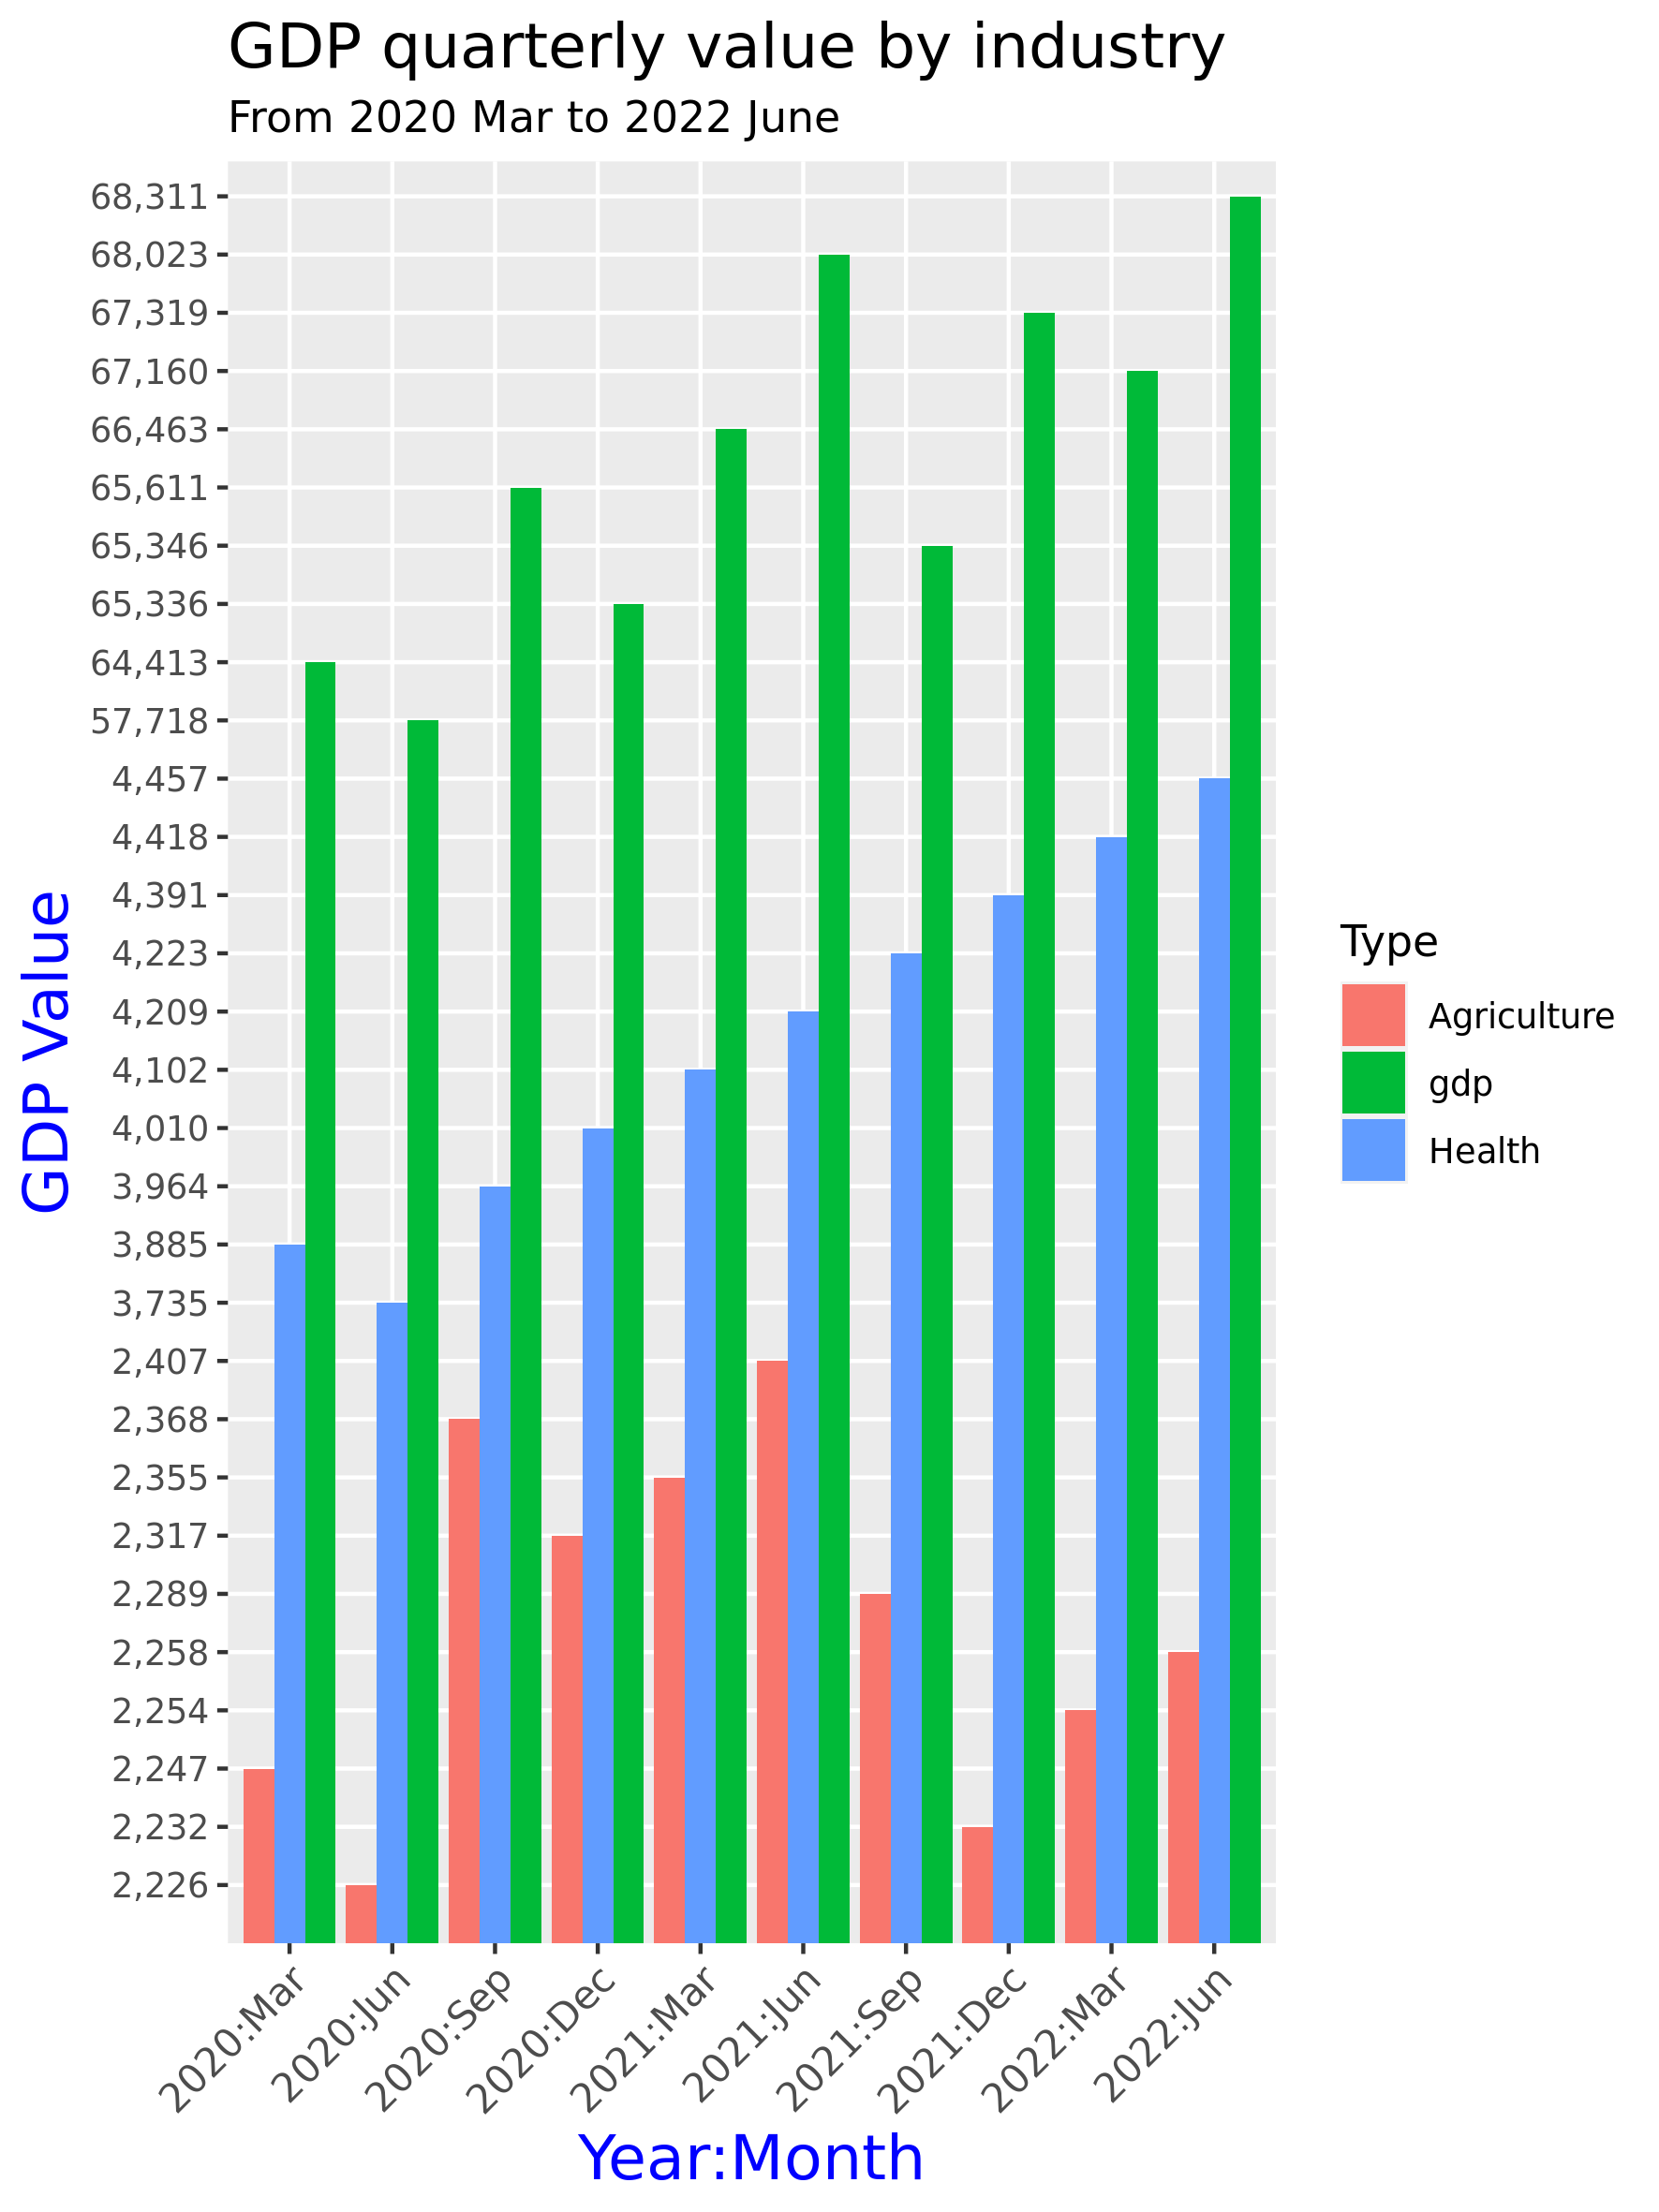 GDP quarterly value by industry
From 2020 Mar to 2022 June
68,311
68,023
67,319
67,160
66,463
65,611
65,346
65,336
64,413
57,718
4,457
4,418
4,391
4,223
4,209
4,102
4,010
3,964
3,885
3,735
2,407
2,368
2,355
2,317
2,289
2,258
2,254
2,247
2,232
2,226
GDP Value
2020:Mar
2020:Jun
2020:Sep
2020:Dec
2021:Mar
2021:Jun
2021:Sep
2021:Dec
2022:Mar
2022:Jun
Year:Month
Type
Agriculture
gdp
Health